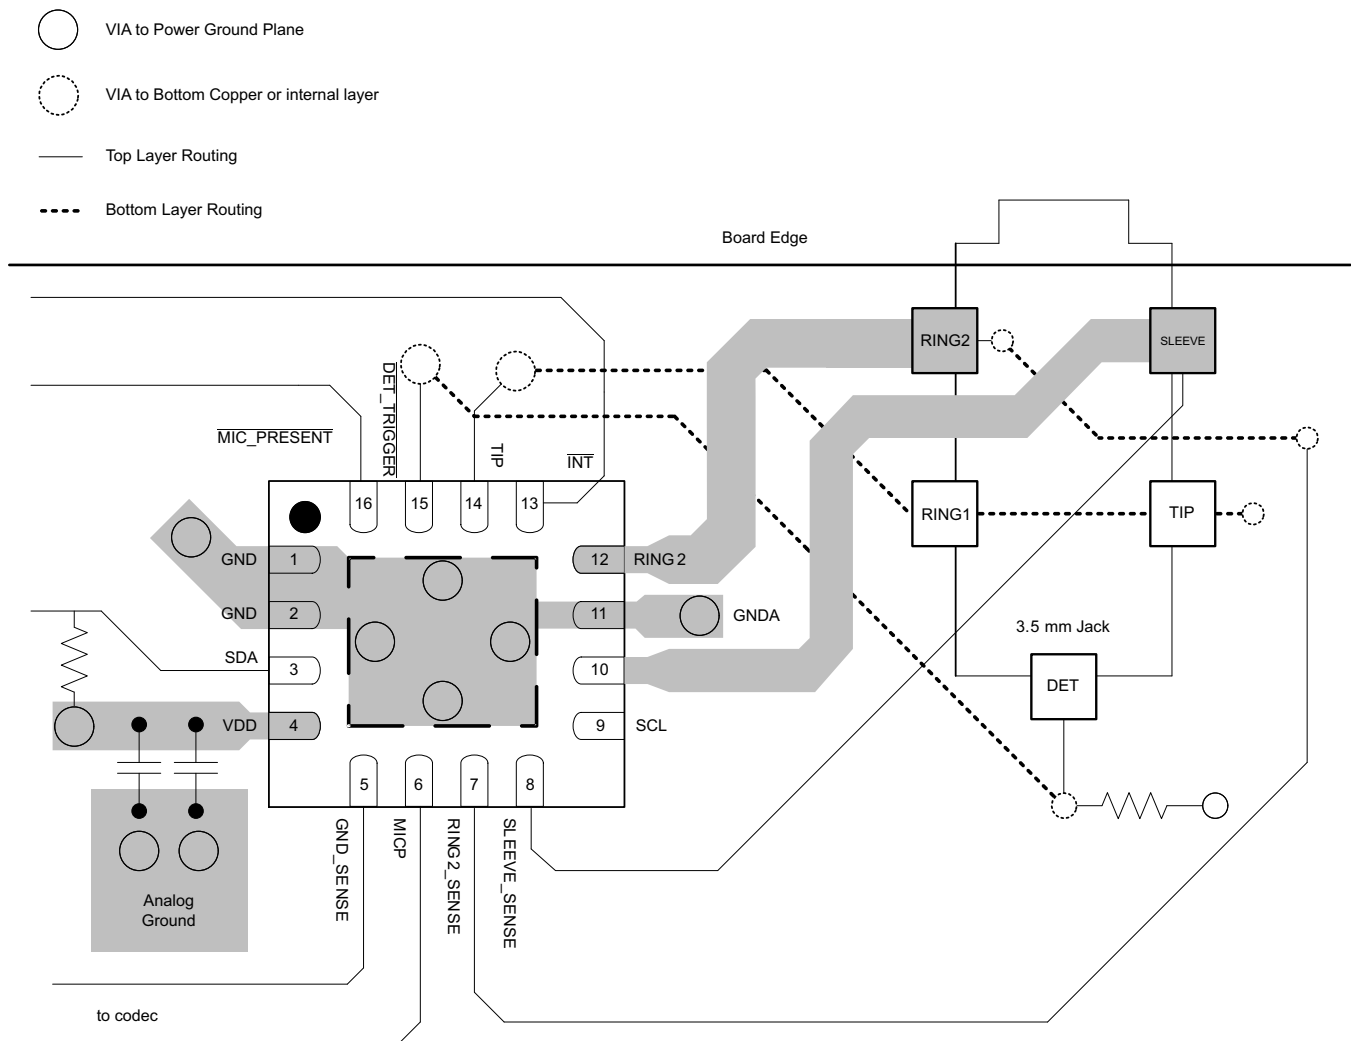 VIA to Power Ground Plane
VIA to Bottom Copper or internal layer
Top Layer Routing
Bottom Layer Routing
Board Edge
RING2
SLEEVE
DET_TRIGGER
MIC_PRESENT
TIP
INT
16
15
14
13
RING1
TIP
GND
1
12
RING2
GND
2
11
GNDA
3.5 mm Jack
SDA
3
10
DET
VDD
4
9
SCL
5
6
7
8
GND_SENSE
MICP
RING2_SENSE
SLEEVE_SENSE
Analog
Ground
to codec